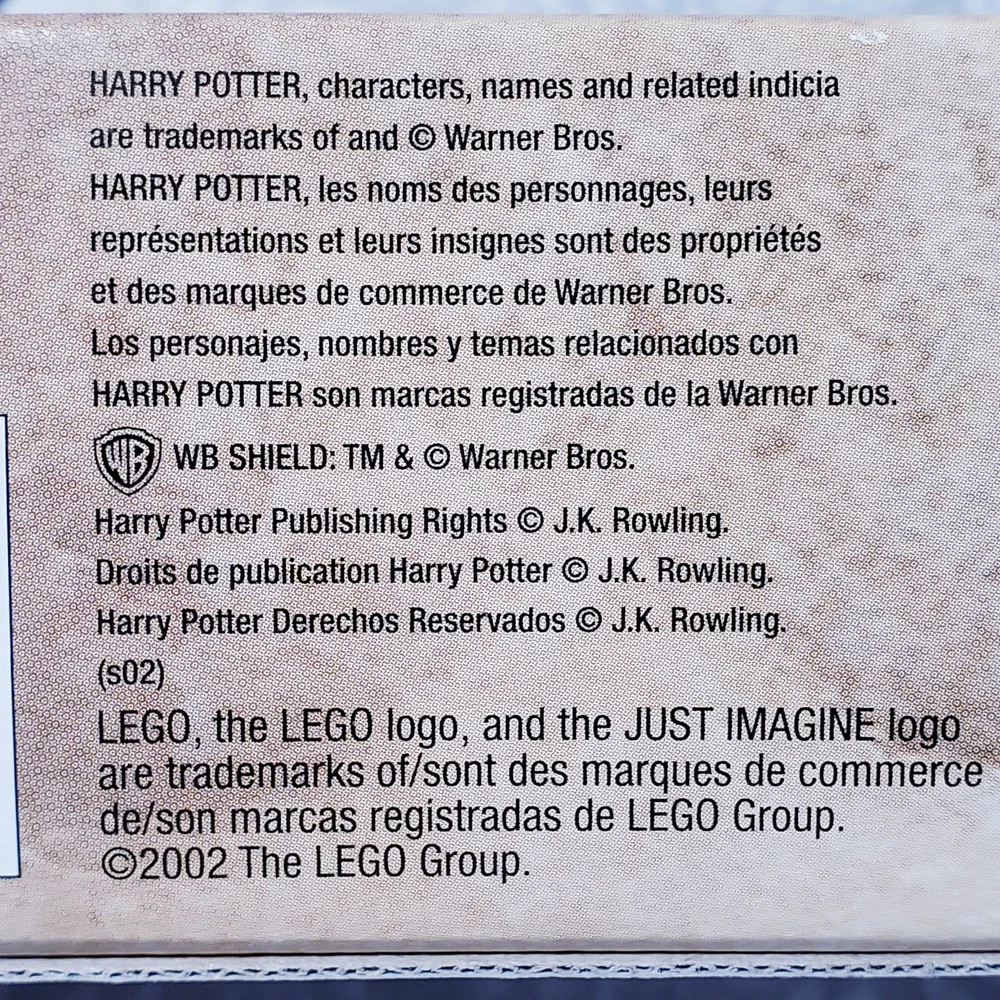 HARRY POTTER, characters, names and related indicia
are trademarks of and © Warner Bros.
HARRY POTTER, les noms des personnages, leurs
représentations et leurs insignes sont des propriétés
et des marques de commerce de Warner Bros.
Los personajes, nombres y temas relacionados con
HARRY POTTER son marcas registradas de la Warner Bros.
WB WB SHIELD: TM & © Warner Bros.
Harry Potter Publishing Rights © J.K. Rowling.
Droits de publication Harry Potter © J.K. Rowling.
Harry Potter Derechos Reservados © J.K. Rowling.
(s02)
LEGO, the LEGO logo, and the JUST IMAGINE logo
are trademarks of/sont des marques de commerce
de/son marcas registradas de LEGO Group.
©2002 The LEGO Group.